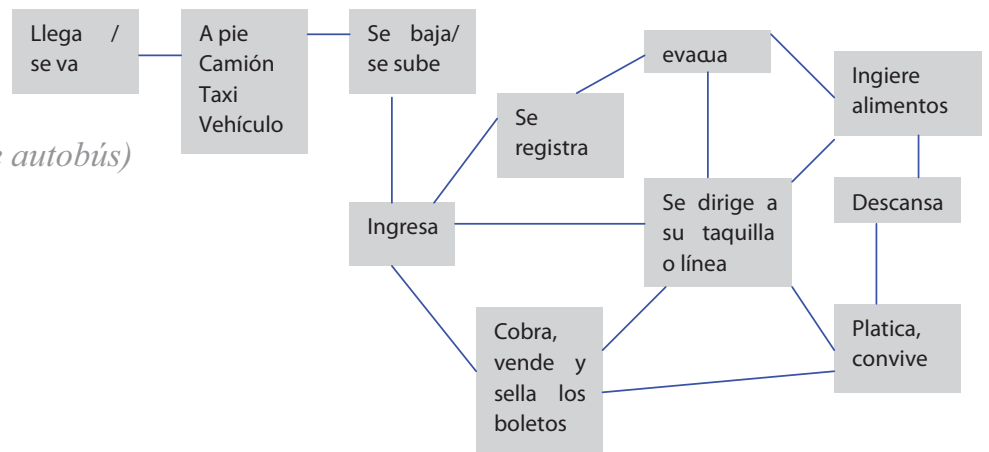 Llega /
se va
A pie
Camión
Taxi
Vehículo
Se baja/
se sube
autobús)
Ingresa
Se
registra
evacua
Se dirige a
su taquilla
o línea
Cobra,
vende y
sella los
boletos
Ingiere
alimentos
Descansa
Platica,
convive